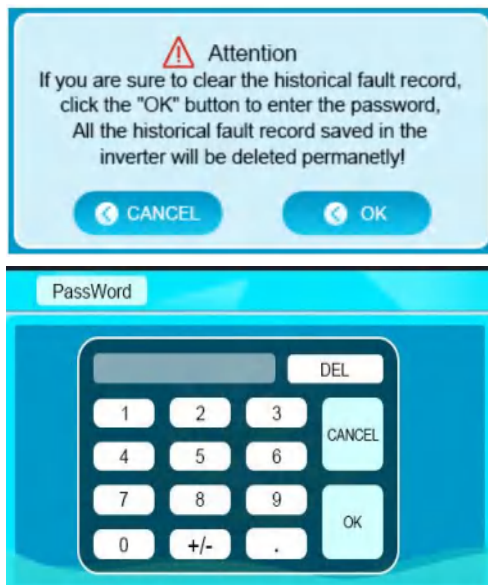 Attention
If you are sure to clear the historical fault record,
click the "OK" button to enter the password,
All the historical fault record saved in the
inverter will be deleted permanetly!
CANCEL OK
PassWord
DEL
1 2 3
CANCEL
4 5 6
7 8 9
OK
0 +/- .